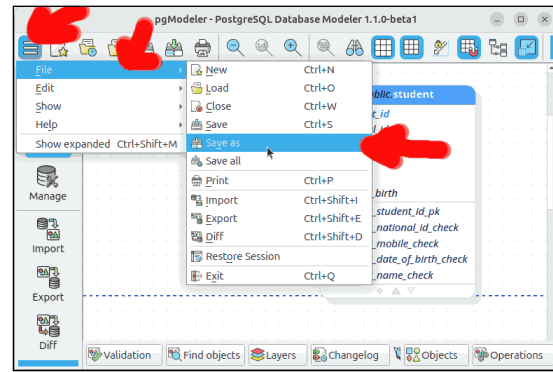 pgModeler - PostgreSQL Database Modeler 1.1.0-beta1
File
Edit
Show
Help
Show expanded Ctrl+Shift+M
New Ctrl+N
Load Ctrl+O
Close Ctrl+W
Save Ctrl+S
Save as
Save all
Print Ctrl+P
Import Ctrl+Shift+I
Export Ctrl+Shift+E
Diff Ctrl+Shift+D
Restore Session
Exit Ctrl+Q
.student
_id
_birth
_student_id_pk
_national_id_check
_mobile_check
_date_of_birth_check
_name_check
Manage
Import
Export
Diff
Validation
Find objects
Layers
Changelog
Objects
Operations